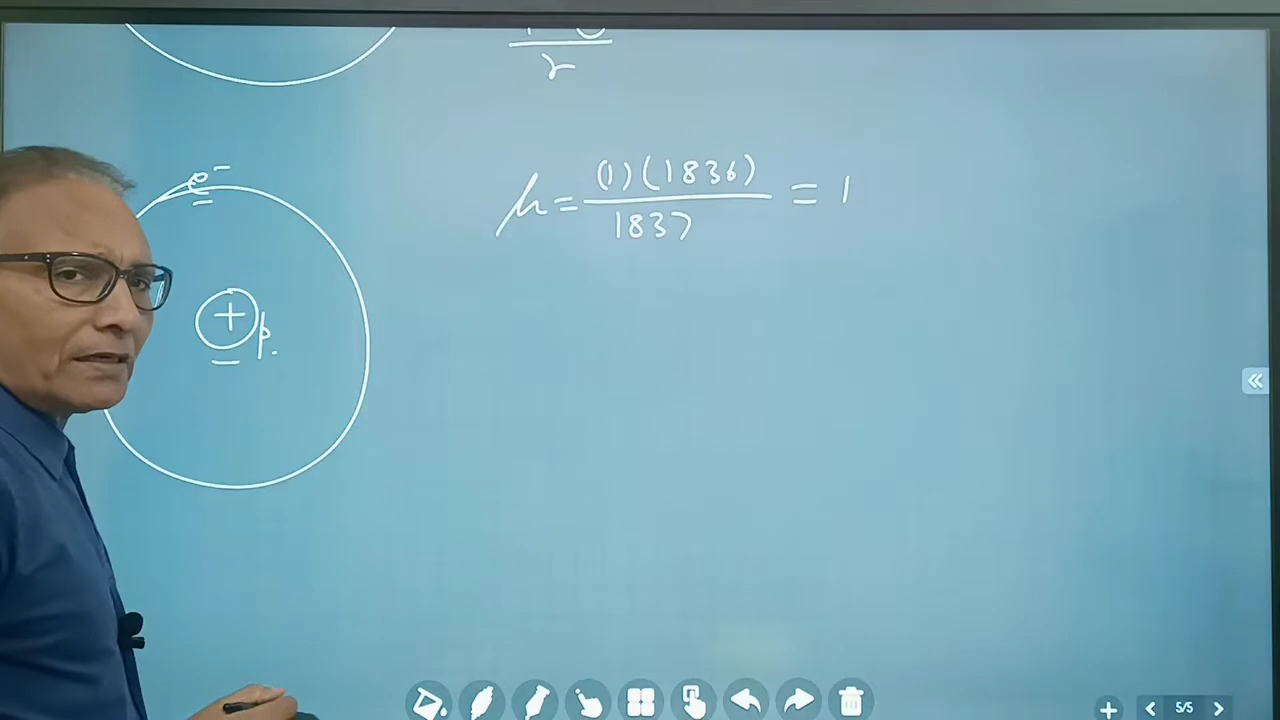 r
e⁻
μ = (1)(1836) / 1837 = 1
+
p.
5/5